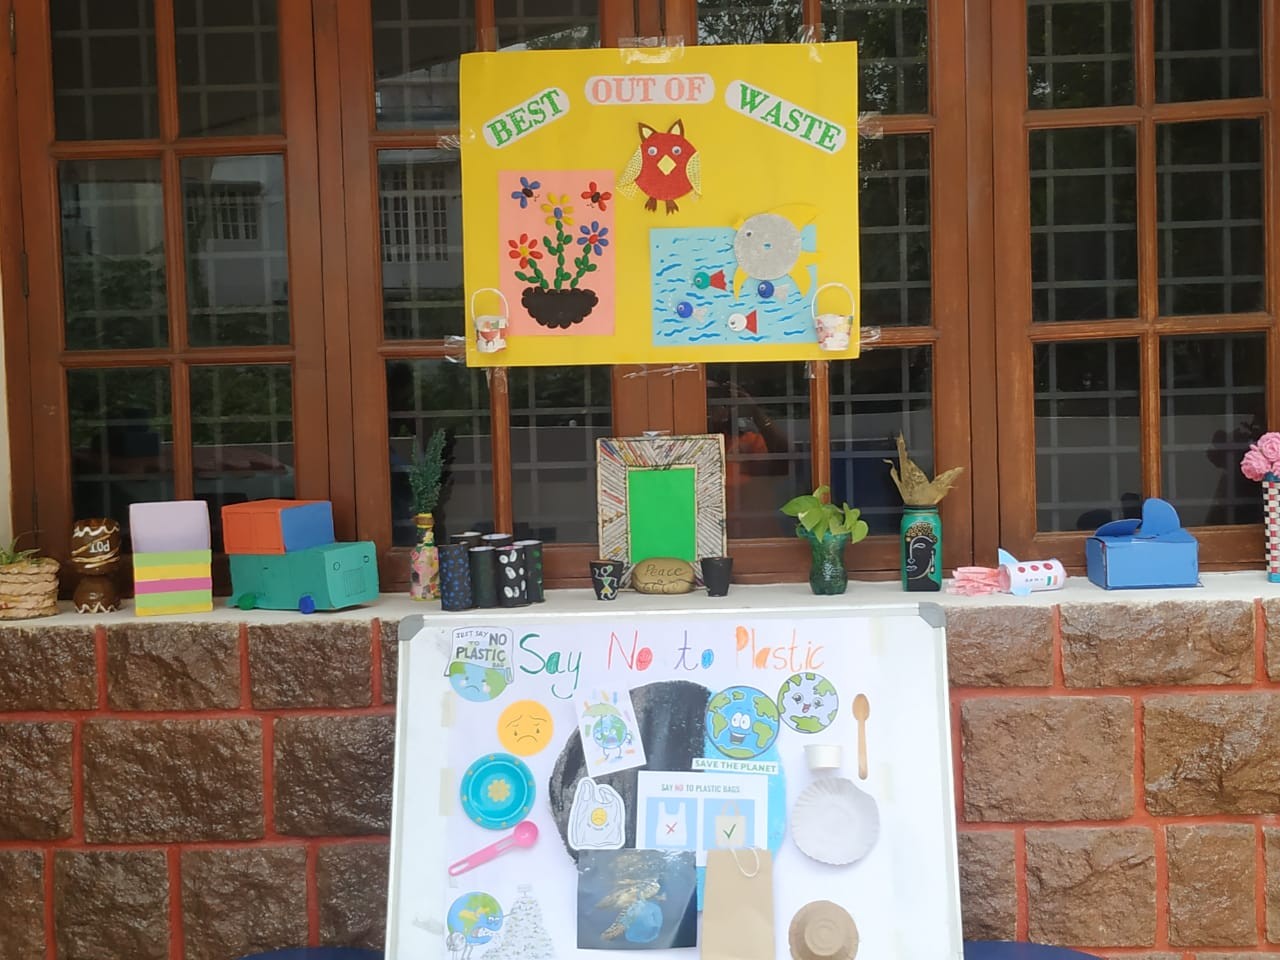 BEST OUT OF WASTE
POT
Peace
JUST SAY
TO NO
PLASTIC
BAG
Say No to Plastic
SAVE THE PLANET
SAY NO TO PLASTIC BAGS